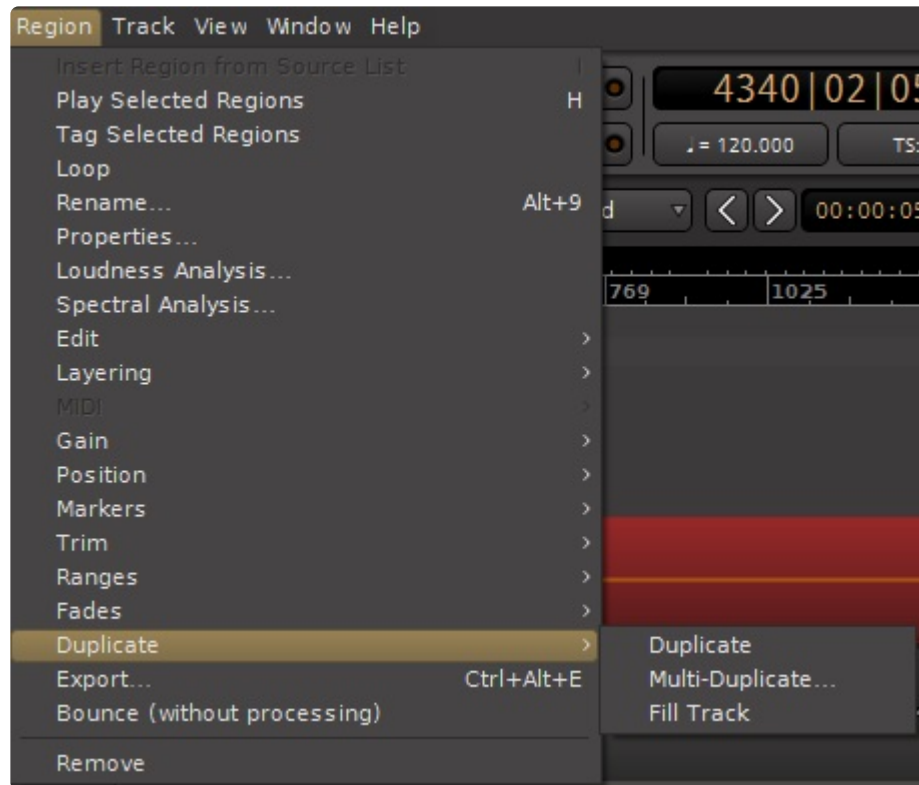 Region Track View Window Help
Insert Region from Source List I
Play Selected Regions H
Tag Selected Regions
Loop
Rename... Alt+9
Properties...
Loudness Analysis...
Spectral Analysis...
Edit >
Layering >
MIDI >
Gain >
Position >
Markers >
Trim >
Ranges >
Fades >
Duplicate >
Export... Ctrl+Alt+E
Bounce (without processing)
Remove
Duplicate
Multi-Duplicate...
Fill Track
4340|02|05
♩= 120.000 TS:
d < > 00:00:05
769 1025